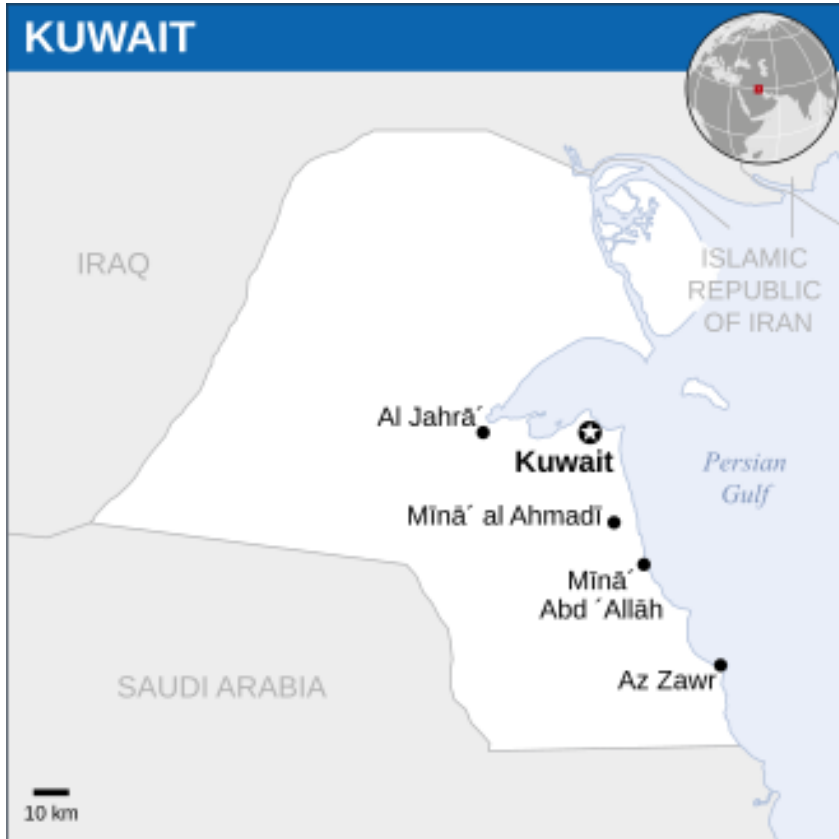 KUWAIT
IRAQ
ISLAMIC
REPUBLIC
OF IRAN
Al Jahrā´
Kuwait
Persian
Gulf
Mīnā´ al Ahmadī
Mīnā´
Abd ´Allāh
Az Zawr
SAUDI ARABIA
10 km